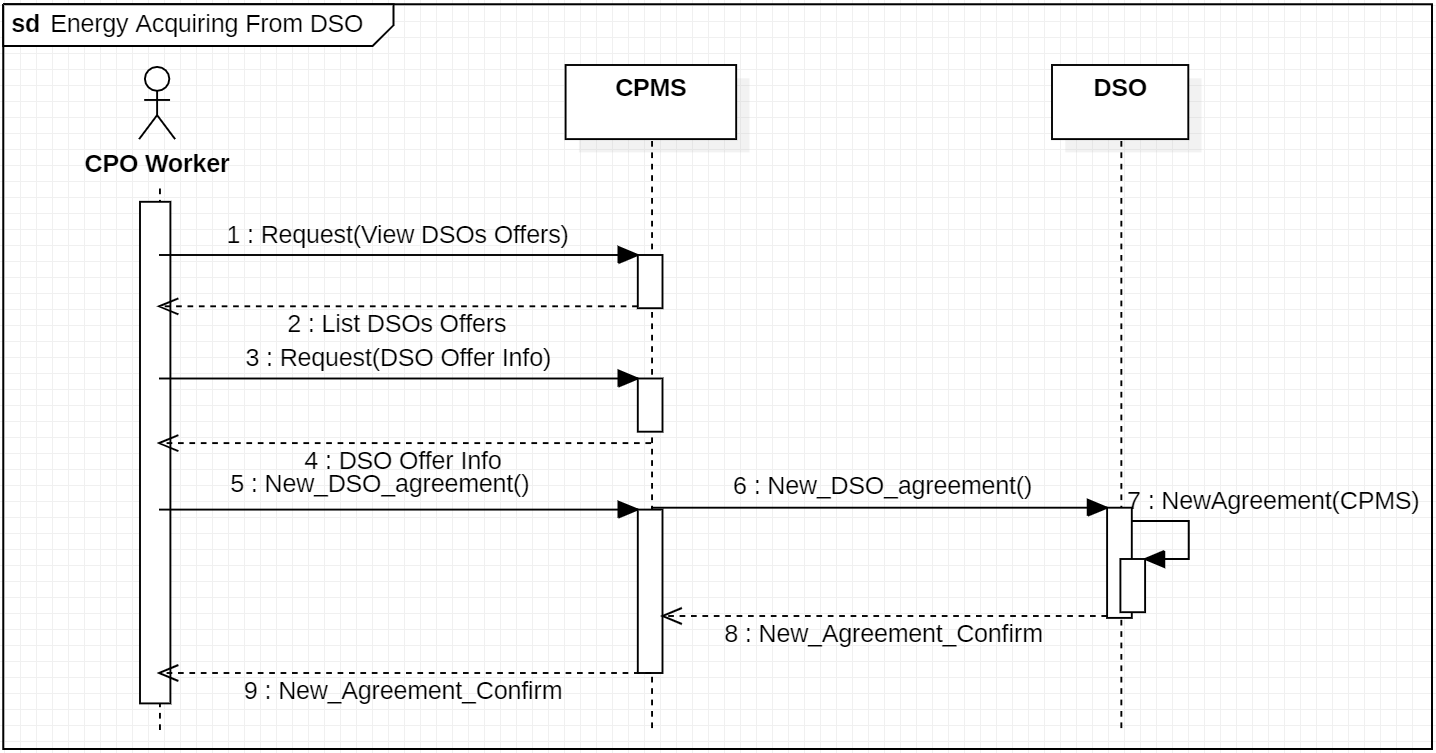 sd Energy Acquiring From DSO
CPMS
DSO
CPO Worker
1 : Request(View DSOs Offers)
2 : List DSOs Offers
3 : Request(DSO Offer Info)
4 : DSO Offer Info
5 : New_DSO_agreement()
6 : New_DSO_agreement()
7 : NewAgreement(CPMS)
8 : New_Agreement_Confirm
9 : New_Agreement_Confirm